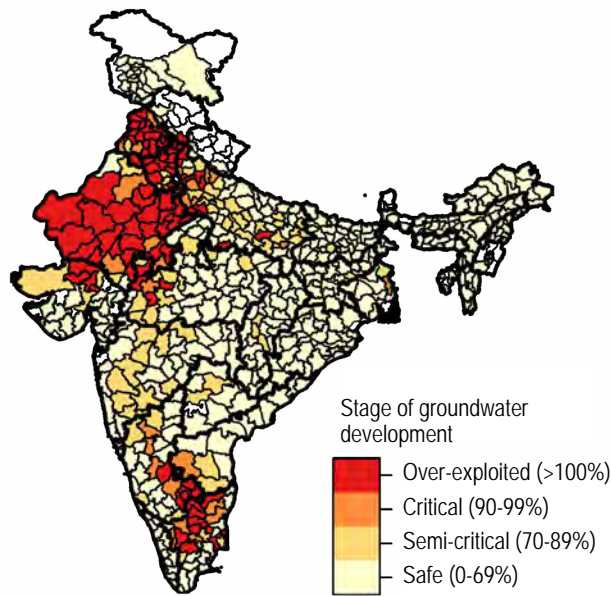 Stage of groundwater
development
Over-exploited (>100%)
Critical (90-99%)
Semi-critical (70-89%)
Safe (0-69%)